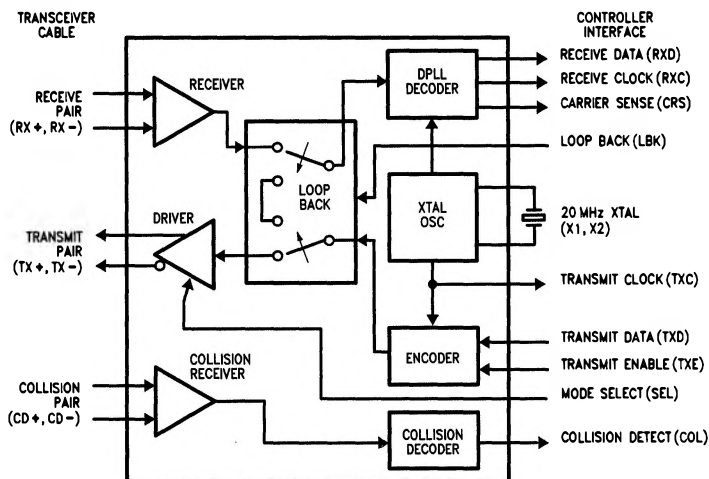 TRANSCEIVER
CABLE
CONTROLLER
INTERFACE
RECEIVER
DPLL
DECODER
RECEIVE DATA (RXD)
RECEIVE CLOCK (RXC)
CARRIER SENSE (CRS)
RECEIVE
PAIR
(RX+, RX-)
LOOP BACK (LBK)
LOOP
BACK
XTAL
OSC
20 MHz XTAL
(X1, X2)
DRIVER
TRANSMIT
PAIR
(TX+, TX-)
TRANSMIT CLOCK (TXC)
ENCODER
TRANSMIT DATA (TXD)
TRANSMIT ENABLE (TXE)
COLLISION
RECEIVER
MODE SELECT (SEL)
COLLISION
PAIR
(CD+, CD-)
COLLISION
DECODER
COLLISION DETECT (COL)